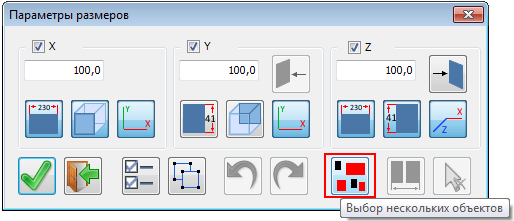 Параметры размеров
X Y Z
100,0 100,0 100,0
230 Y X 41 Y X 230 41 X Z
Выбор нескольких объектов